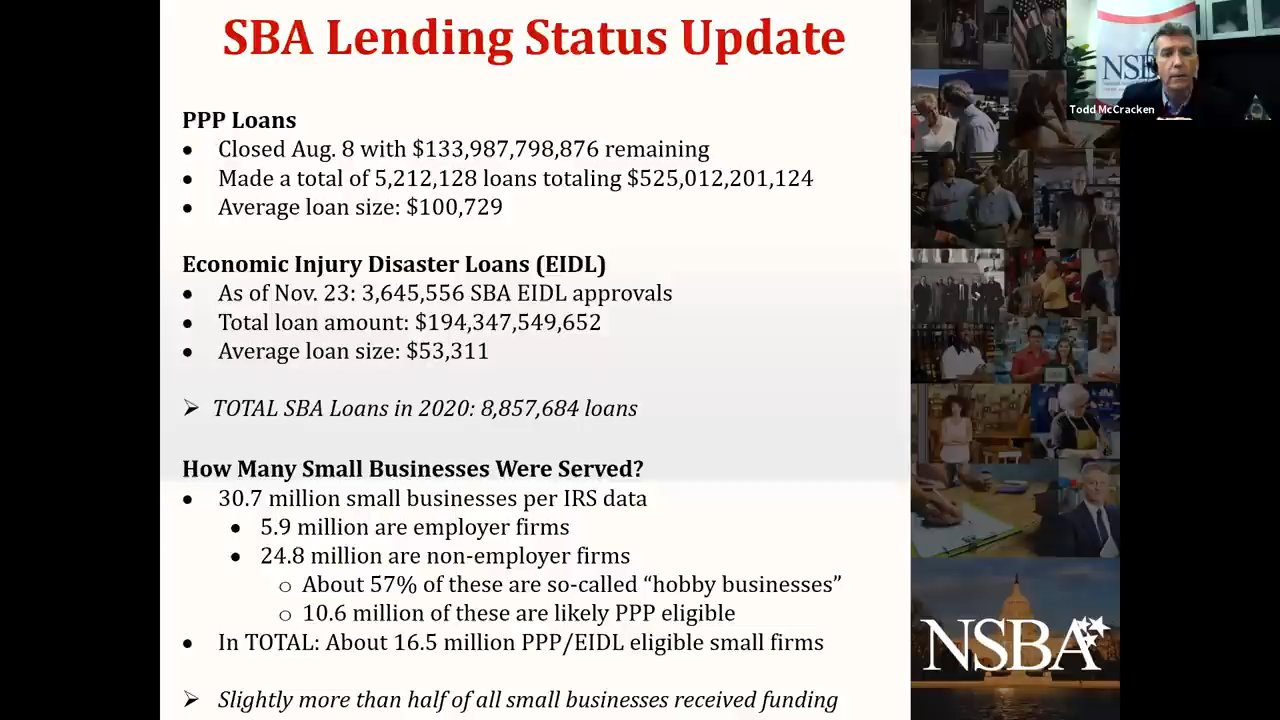 SBA Lending Status Update
PPP Loans
• Closed Aug. 8 with $133,987,798,876 remaining
• Made a total of 5,212,128 loans totaling $525,012,201,124
• Average loan size: $100,729
Economic Injury Disaster Loans (EIDL)
• As of Nov. 23: 3,645,556 SBA EIDL approvals
• Total loan amount: $194,347,549,652
• Average loan size: $53,311
➢ TOTAL SBA Loans in 2020: 8,857,684 loans
How Many Small Businesses Were Served?
• 30.7 million small businesses per IRS data
• 5.9 million are employer firms
• 24.8 million are non-employer firms
○ About 57% of these are so-called “hobby businesses”
○ 10.6 million of these are likely PPP eligible
• In TOTAL: About 16.5 million PPP/EIDL eligible small firms
➢ Slightly more than half of all small businesses received funding
NSB
Todd McCracken
NSBA